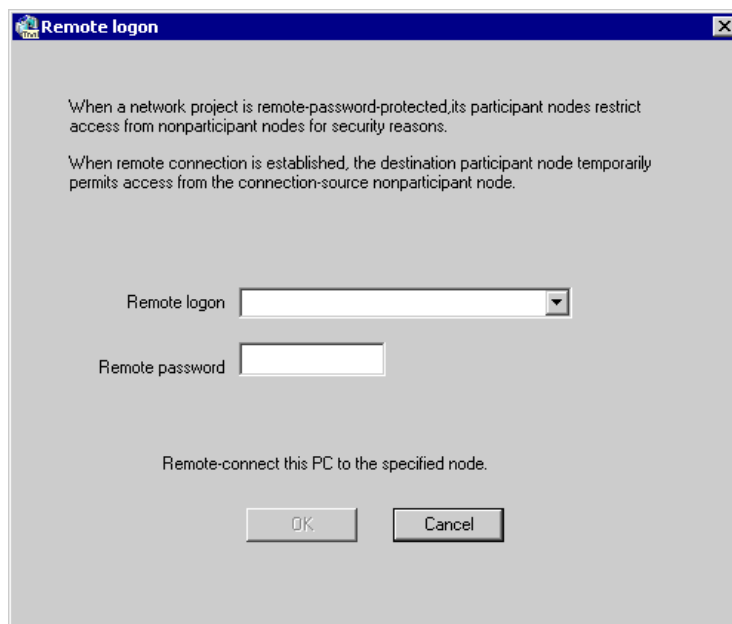 Remote logon
When a network project is remote-password-protected,its participant nodes restrict
access from nonparticipant nodes for security reasons.
When remote connection is established, the destination participant node temporarily
permits access from the connection-source nonparticipant node.
Remote logon
Remote password
Remote-connect this PC to the specified node.
OK
Cancel